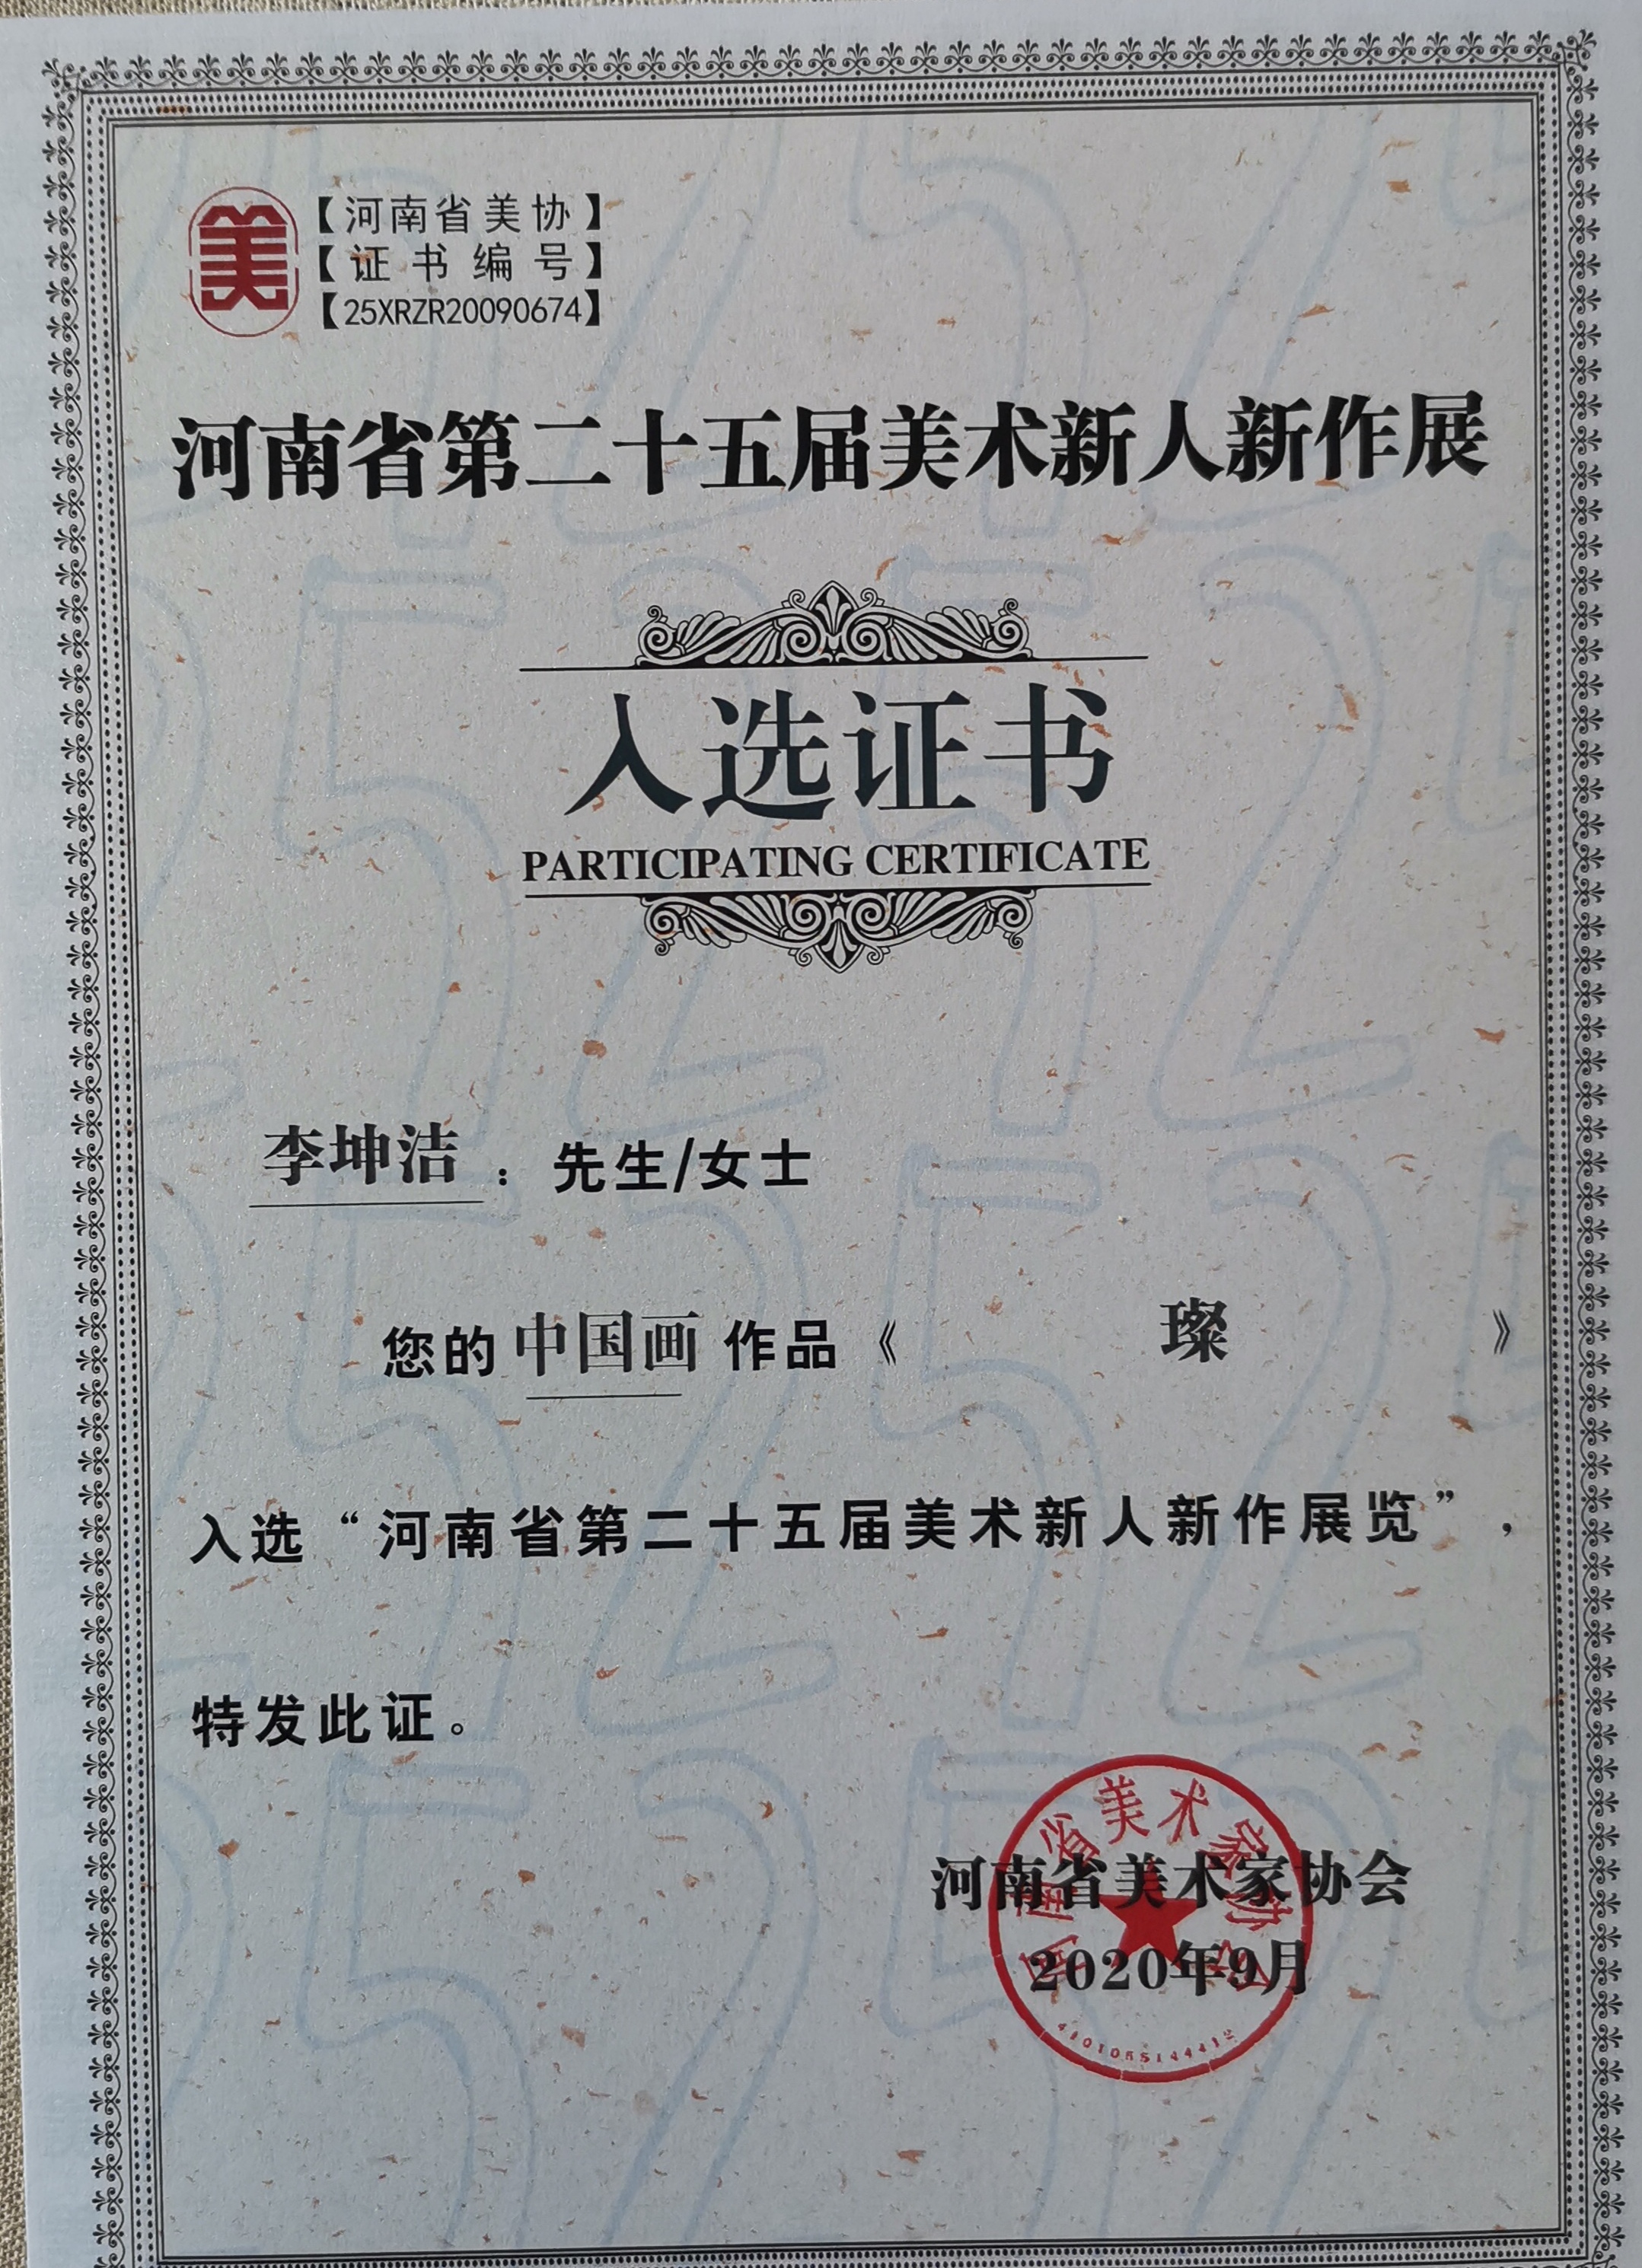 【河南省美协】
【证书编号】
【25XRZR20090674】
河南省第二十五届美术新人新作展
入选证书
PARTICIPATING CERTIFICATE
李坤洁：先生/女士
您的中国画作品《璨》
入选“河南省第二十五届美术新人新作展览”，
特发此证。
河南省美术家协会
2020年9月